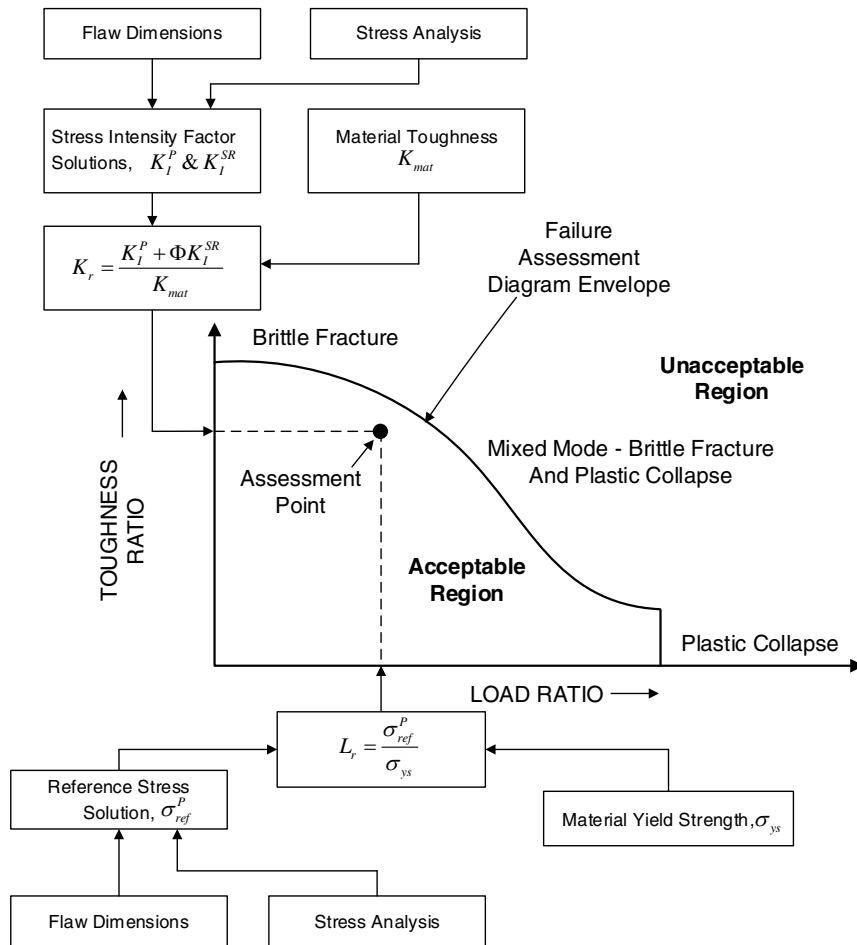 Flaw Dimensions
Stress Analysis
Stress Intensity Factor
Solutions, K_I^P & K_I^SR
Material Toughness
K_mat
K_r = (K_I^P + ΦK_I^SR) / K_mat
Failure
Assessment
Diagram Envelope
Brittle Fracture
Unacceptable
Region
Mixed Mode - Brittle Fracture
And Plastic Collapse
TOUGHNESS
RATIO
Assessment
Point
Acceptable
Region
Plastic Collapse
LOAD RATIO
L_r = σ_ref^P / σ_ys
Reference Stress
Solution, σ_ref^P
Material Yield Strength, σ_ys
Flaw Dimensions
Stress Analysis